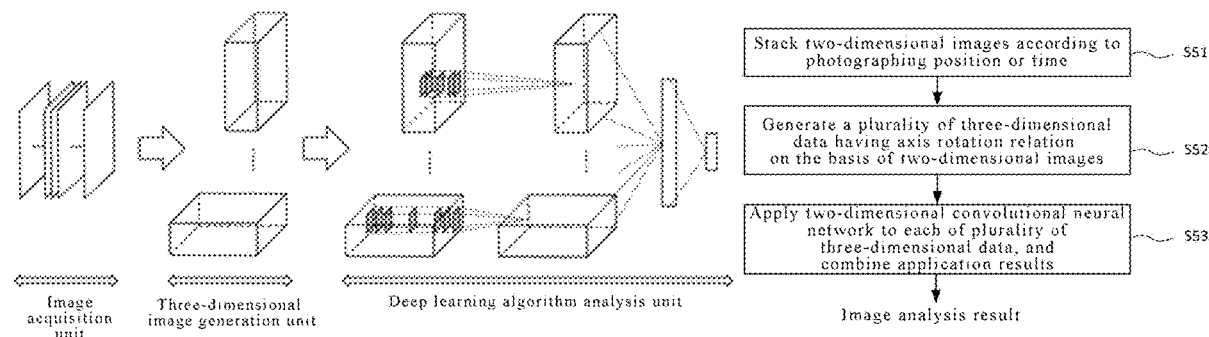 Image
acquisition
unit
Three-dimensional
image generation unit
Deep learning algorithm analysis unit
Stack two-dimensional images according to
photographing position or time
SS1
Generate a plurality of three-dimensional
data having axis rotation relation
on the basis of two-dimensional images
SS2
Apply two-dimensional convolutional neural
network to each of plurality of
three-dimensional data, and
combine application results
SS3
Image analysis result